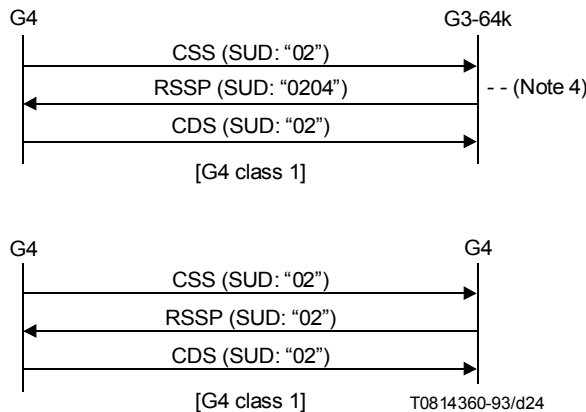 G4 G3-64k
CSS (SUD: “02”)
RSSP (SUD: “0204”) - - (Note 4)
CDS (SUD: “02”)
[G4 class 1]
G4 G4
CSS (SUD: “02”)
RSSP (SUD: “02”)
CDS (SUD: “02”)
[G4 class 1] T0814360-93/d24